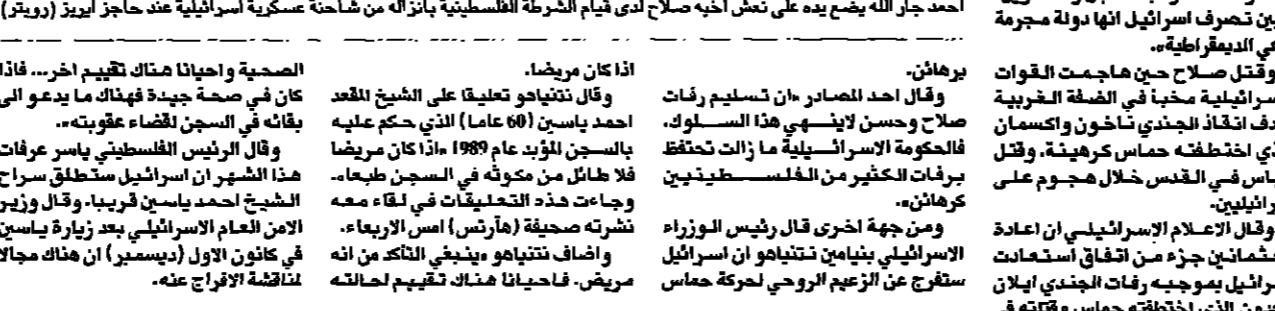 احمد جار الله يضع يده على نعش اخيه صلاح لدى قيام الشرطة الفلسطينية بانزاله من شاحنة عسكرية اسرائيلية عند حاجز ايريز (رويتر)
بين تصرف اسرائيل انها دولة مجرمة
في الديمقراطية».
وقتل صلاح حين هاجمت القوات
سرائيلية مخبأ في الضفة الغربية
دف انقاذ الجندي ناخون واكسمان
ذي اختطفته حماس كرهينة. وقتل
باس في القدس خلال هجوم على
رائيليين.
وقال الاعلام الاسرائيلي ان اعادة
ثمانين جزء من اتفاق استعادت
رائيل بموجبه رفات الجندي ايلان
الذي اختطفته حماس وقتلته في
برهائن.
وقال احد المصادر «ان تسليم رفات
صلاح وحسن لاينهي هذا السلوك.
فالحكومة الاسرائيلية ما زالت تحتفظ
برفات الكثير من الفلسطينيين
كرهائن».
ومن جهة اخرى قال رئيس الوزراء
الاسرائيلي بنيامين نتنياهو ان اسرائيل
ستفرج عن الزعيم الروحي لحركة حماس
اذا كان مريضا.
وقال نتنياهو تعليقا على الشيخ المقعد
احمد ياسين (60 عاما) الذي حكم عليه
بالسجن المؤبد عام 1989 «اذا كان مريضا
فلا طائل من مكوثه في السجن طبعا».
وجاءت هذه التعليقات في لقاء معه
نشرته صحيفة (هآرتس) امس الاربعاء.
واضاف نتنياهو «ينبغي التأكد من انه
مريض. فاحيانا هناك تقييم لحالته
الصحية واحيانا هناك تقييم اخر... فاذا
كان في صحة جيدة فهناك ما يدعو الى
بقائه في السجن لقضاء عقوبته».
وقال الرئيس الفلسطيني ياسر عرفات
هذا الشهر ان اسرائيل ستطلق سراح
الشيخ احمد ياسين قريبا. وقال وزير
الامن العام الاسرائيلي بعد زيارة ياسين
في كانون الاول (ديسمبر) ان هناك مجالا
لمناقشة الافراج عنه.